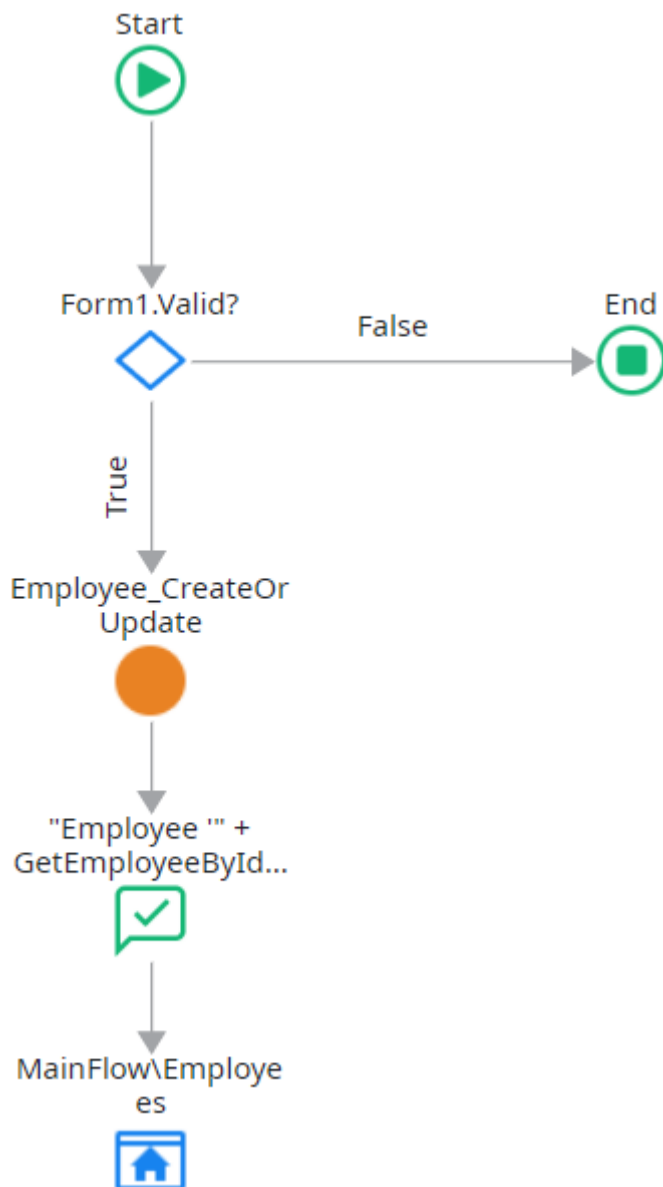 Start
Form1.Valid?
False
End
True
Employee_CreateOr
Update
"Employee '" +
GetEmployeeById...
MainFlow\Employe
es